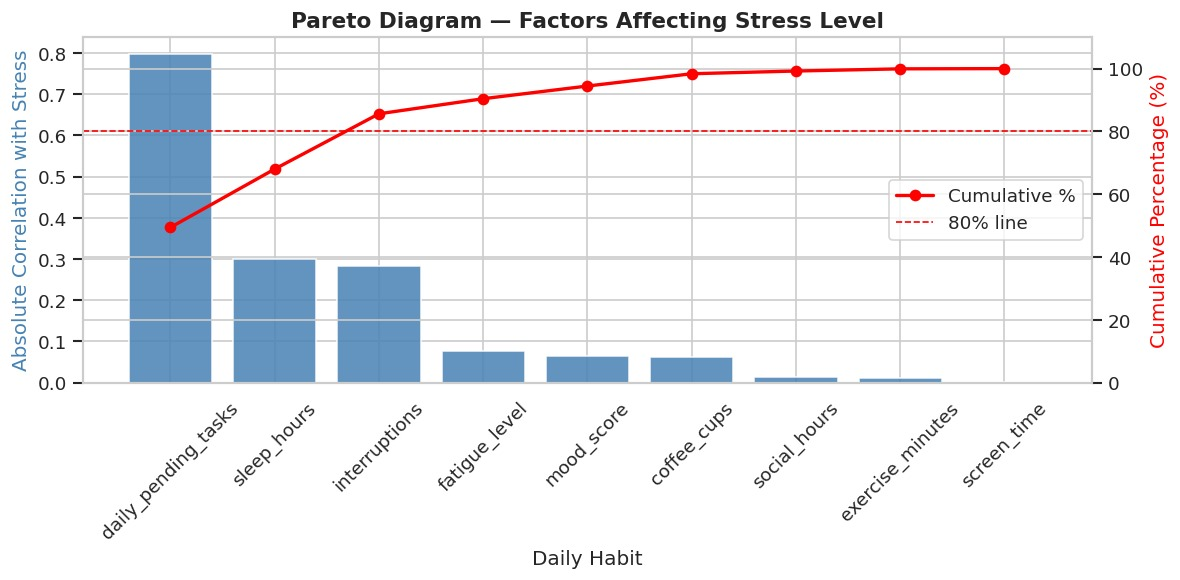 Pareto Diagram — Factors Affecting Stress Level
Absolute Correlation with Stress
0.8
0.7
0.6
0.5
0.4
0.3
0.2
0.1
0.0
100
80
60
40
20
0
Cumulative Percentage (%)
Cumulative %
80% line
daily_pending_tasks
sleep_hours
interruptions
fatigue_level
mood_score
coffee_cups
social_hours
exercise_minutes
screen_time
Daily Habit